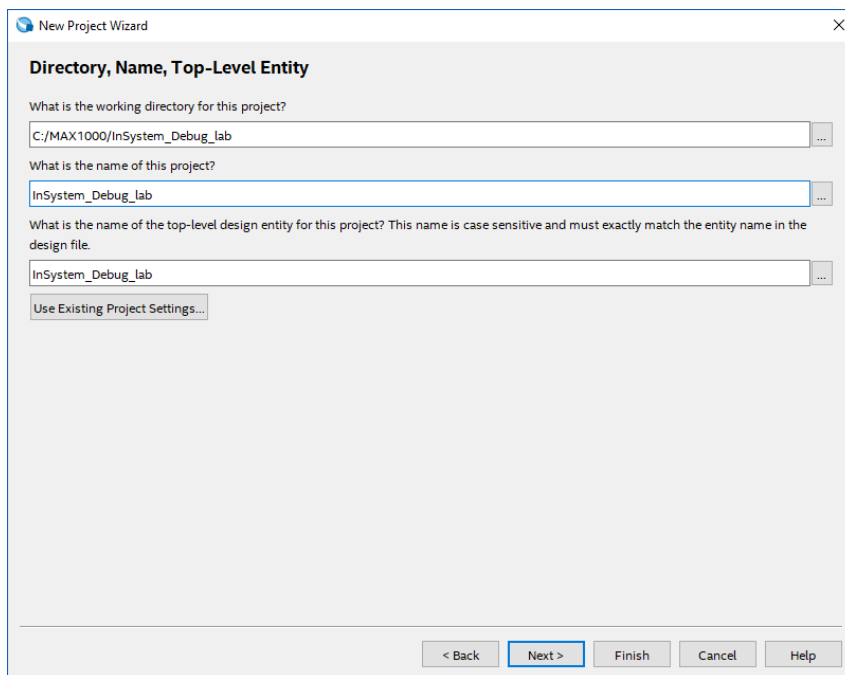 New Project Wizard
Directory, Name, Top-Level Entity
What is the working directory for this project?
C:/MAX1000/InSystem_Debug_lab
...
What is the name of this project?
InSystem_Debug_lab
...
What is the name of the top-level design entity for this project? This name is case sensitive and must exactly match the entity name in the
design file.
InSystem_Debug_lab
...
Use Existing Project Settings...
< Back
Next >
Finish
Cancel
Help